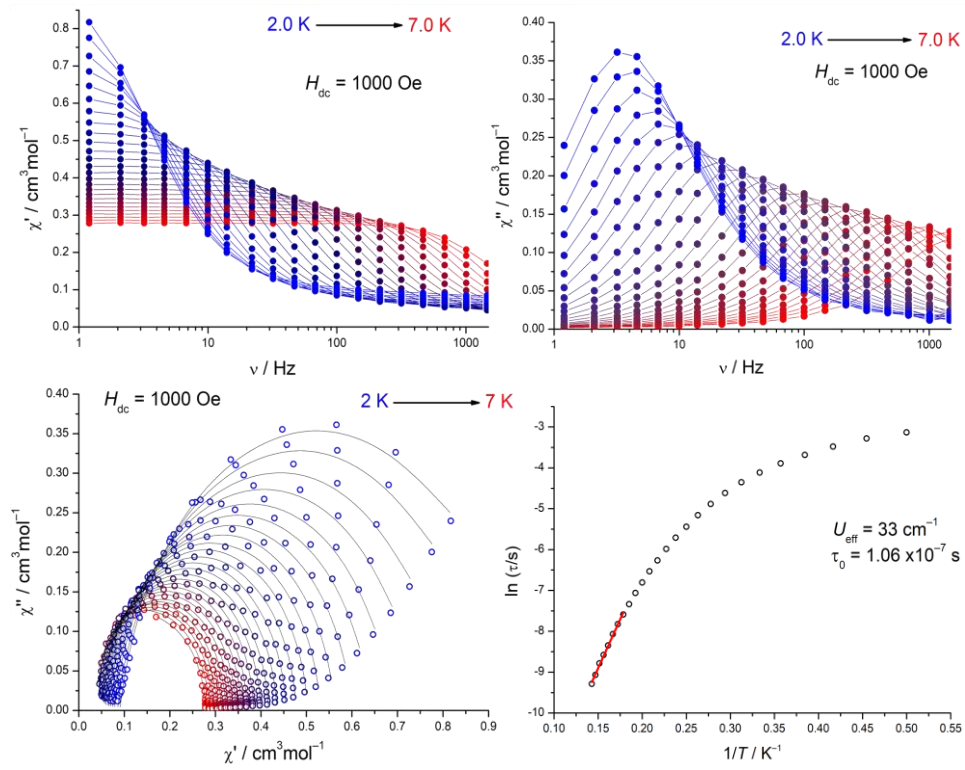 2.0 K 7.0 K
H_dc = 1000 Oe
χ' / cm³mol⁻¹
0.8
0.7
0.6
0.5
0.4
0.3
0.2
0.1
0.0
1 10 100 1000
ν / Hz
2.0 K 7.0 K
H_dc = 1000 Oe
χ'' / cm³mol⁻¹
0.40
0.35
0.30
0.25
0.20
0.15
0.10
0.05
0.00
1 10 100 1000
ν / Hz
H_dc = 1000 Oe
2 K 7 K
χ'' / cm³mol⁻¹
0.40
0.35
0.30
0.25
0.20
0.15
0.10
0.05
0.00
0.0 0.1 0.2 0.3 0.4 0.5 0.6 0.7 0.8 0.9
χ' / cm³mol⁻¹
ln (τ/s)
-3
-4
-5
-6
-7
-8
-9
-10
U_eff = 33 cm⁻¹
τ₀ = 1.06 x10⁻⁷ s
0.10 0.15 0.20 0.25 0.30 0.35 0.40 0.45 0.50 0.55
1/T / K⁻¹